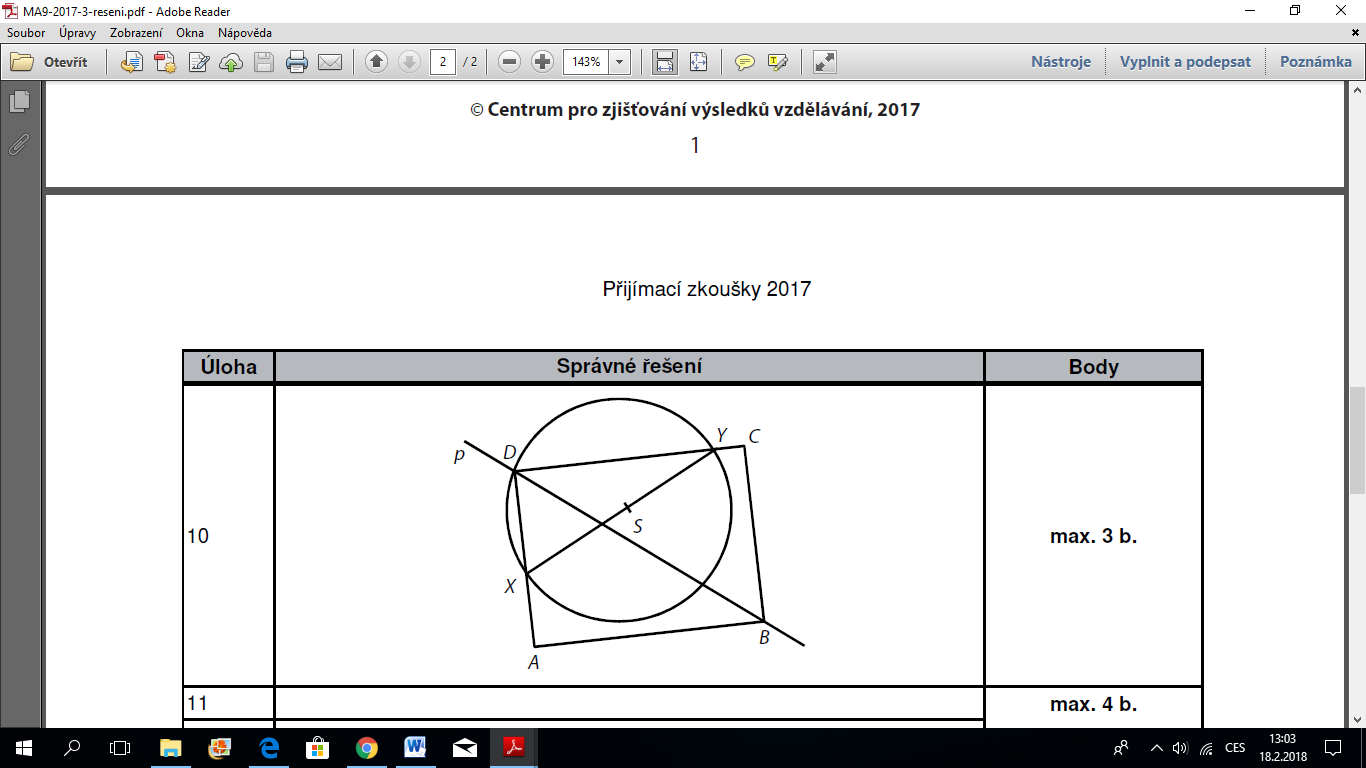 MA9-2017-3-reseni.pdf - Adobe Reader
Soubor Úpravy Zobrazení Okna Nápověda
Otevřít 2 / 2 143% Nástroje Vyplnit a podepsat Poznámka
© Centrum pro zjišťování výsledků vzdělávání, 2017
1
Přijímací zkoušky 2017
Úloha Správné řešení Body
p D Y C
S
10 max. 3 b.
X
B
A
11 max. 4 b.
CES 13:03
18.2.2018